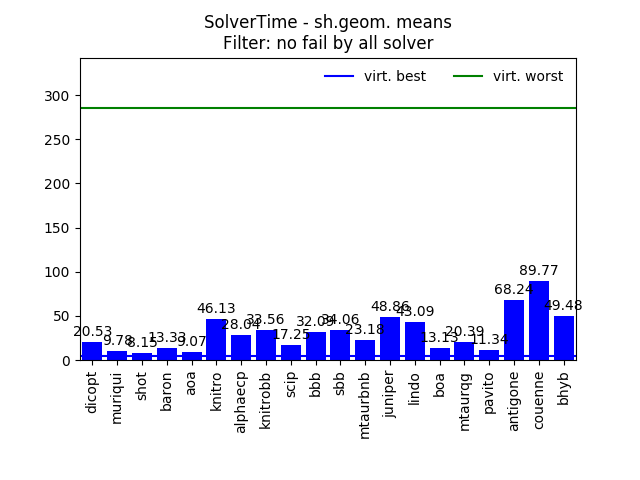 SolverTime - sh.geom. means
Filter: no fail by all solver
virt. best
virt. worst
300
250
200
150
100
50
0
20.53
9.78
8.15
13.33
9.07
46.13
28.04
33.56
17.25
32.09
34.06
23.18
48.86
43.09
13.13
20.39
11.34
68.24
89.77
49.48
dicopt
muriqui
shot
baron
aoa
knitro
alphaecp
knitrobb
scip
bbb
sbb
mtaurbnb
juniper
lindo
boa
mtaurqg
pavito
antigone
couenne
bhyb